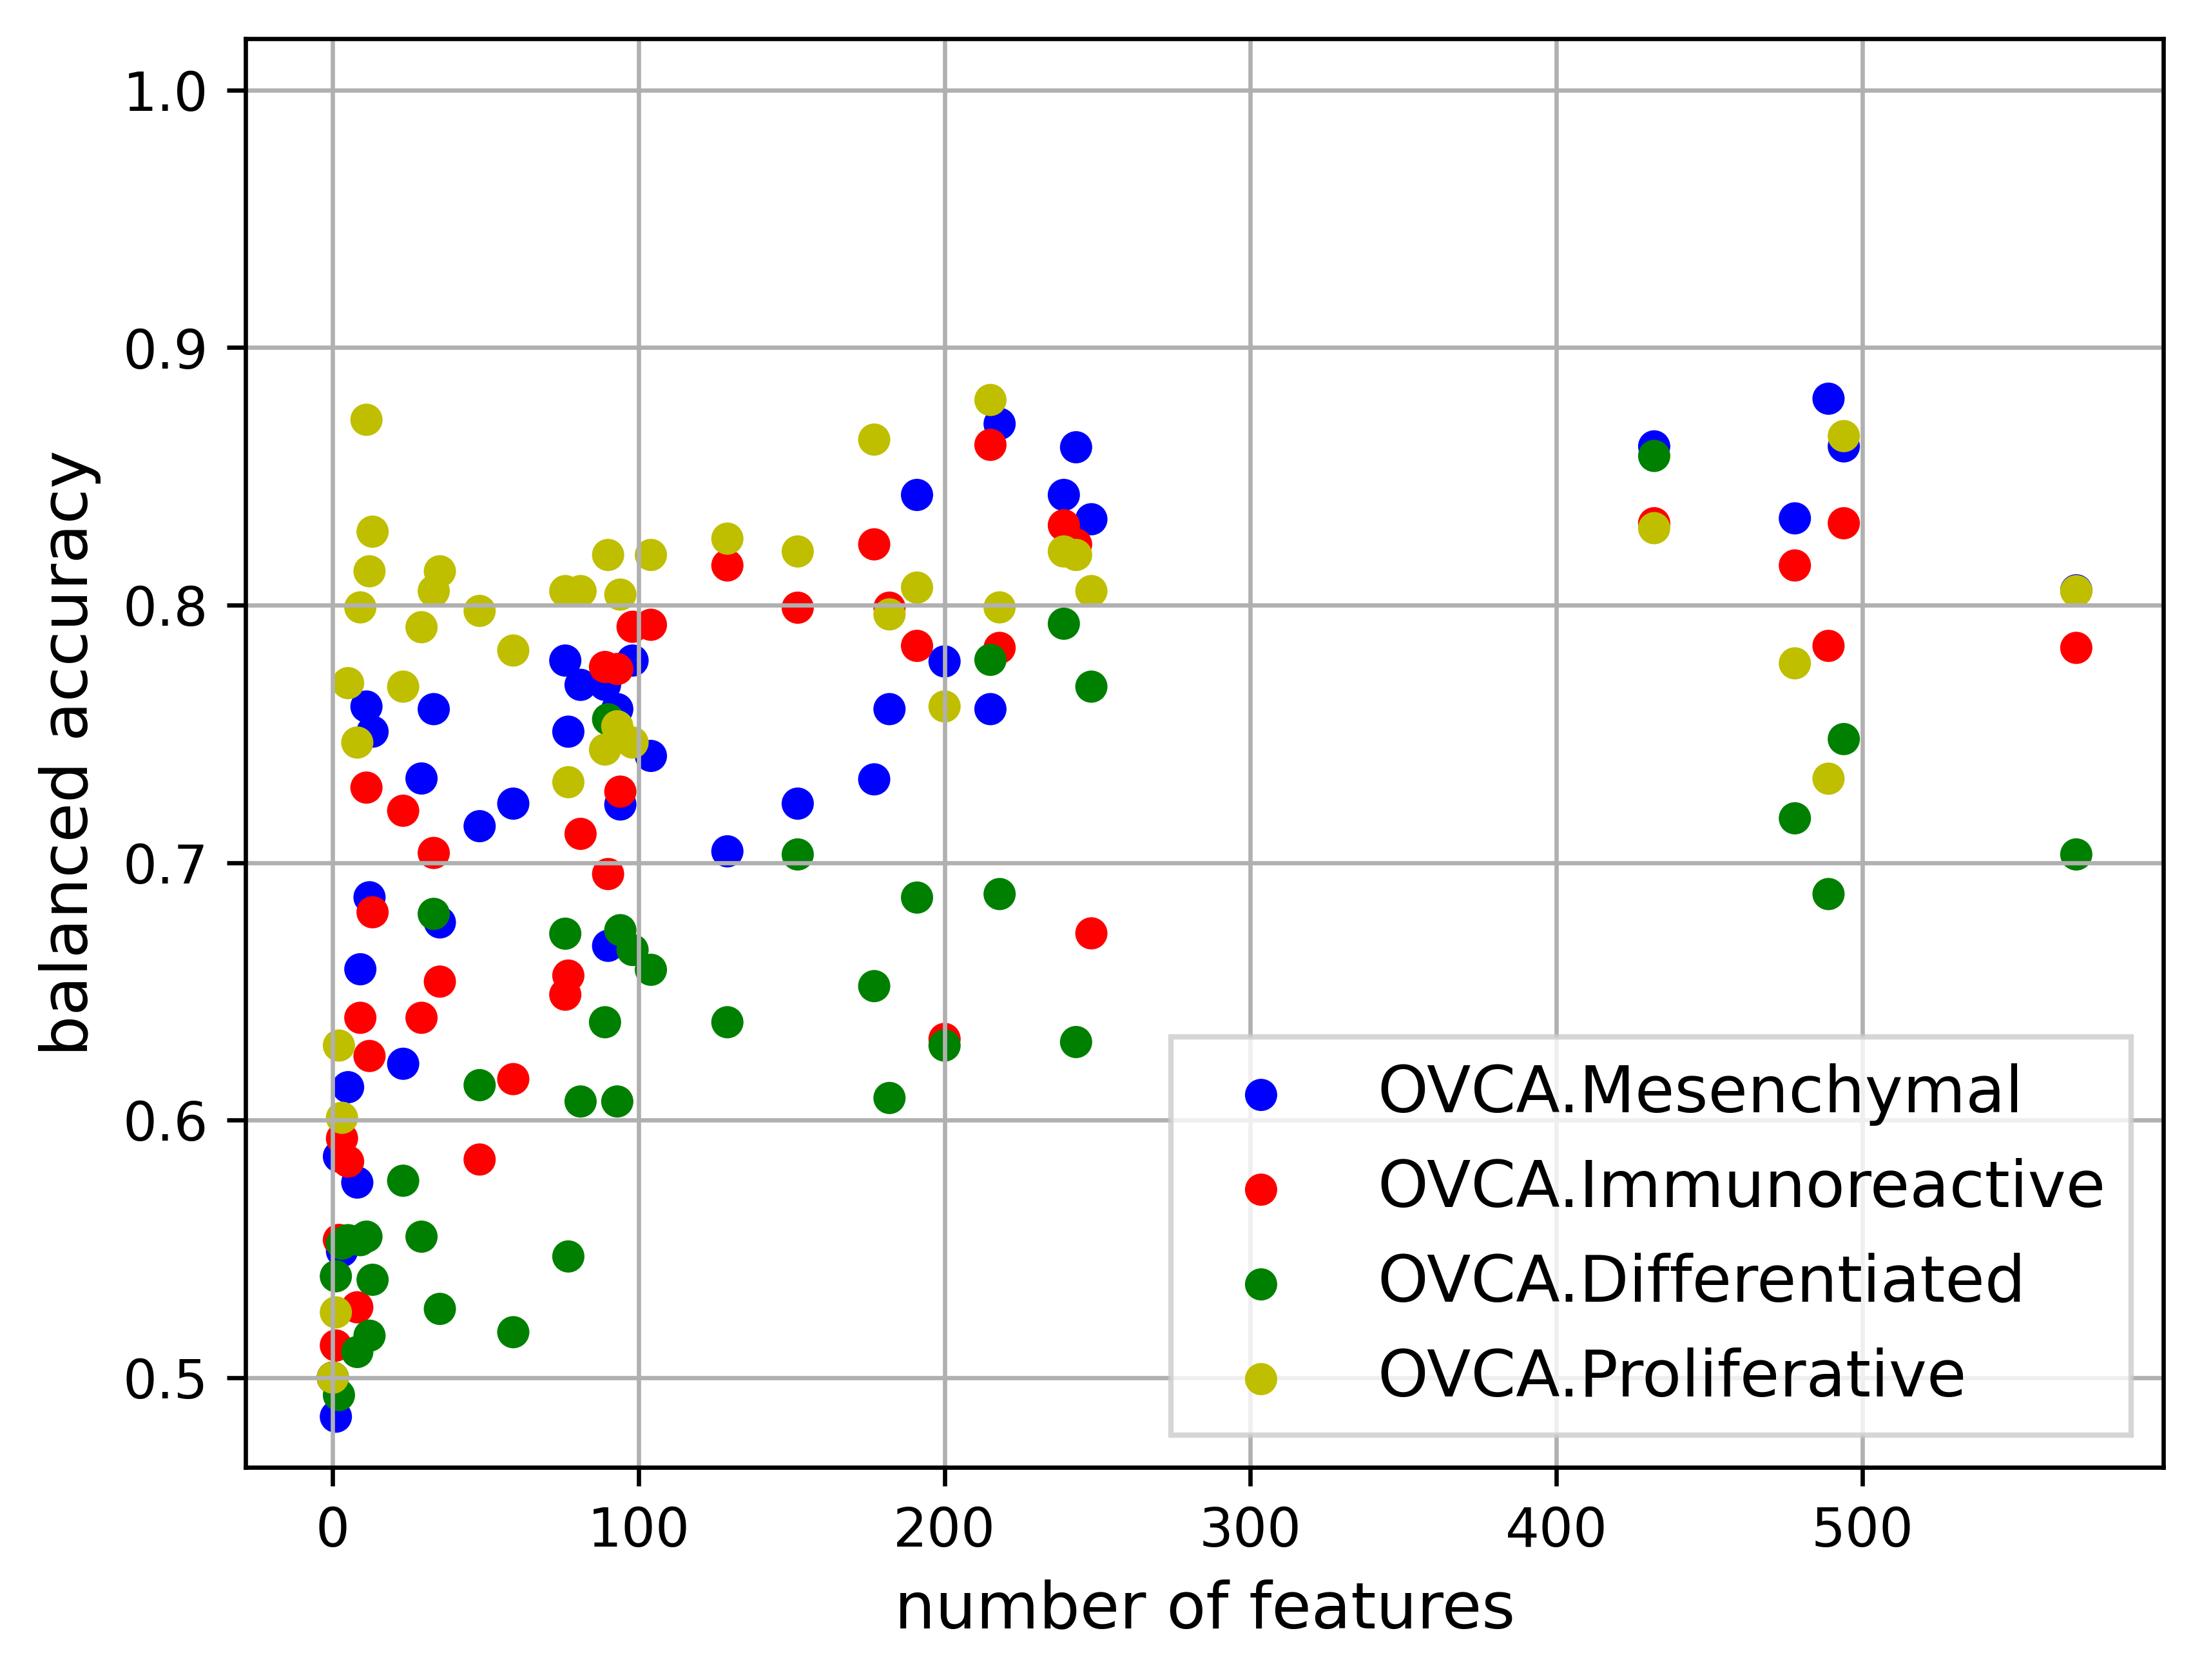 1.0
0.9
0.8
0.7
0.6
0.5
balanced accuracy
OVCA.Mesenchymal
OVCA.Immunoreactive
OVCA.Differentiated
OVCA.Proliferative
0 100 200 300 400 500
number of features